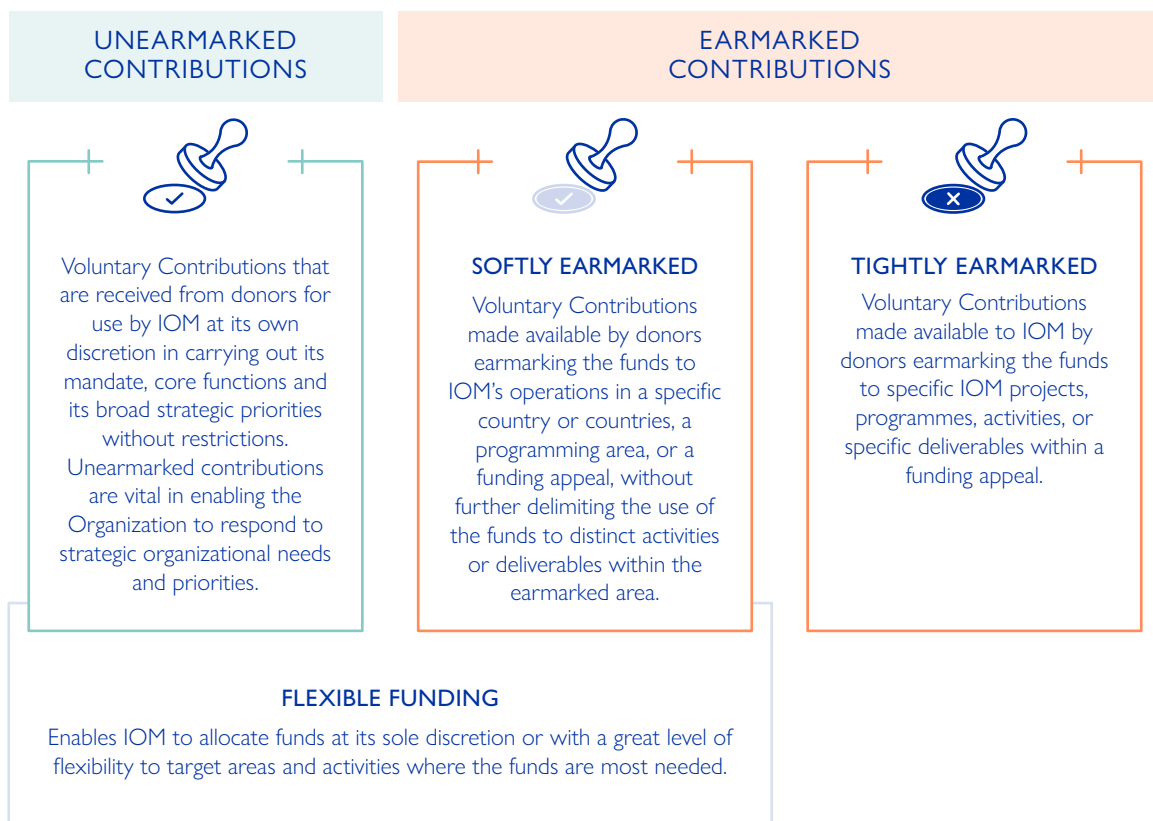 UNEARMARKED
CONTRIBUTIONS
EARMARKED
CONTRIBUTIONS
Voluntary Contributions that
are received from donors for
use by IOM at its own
discretion in carrying out its
mandate, core functions and
its broad strategic priorities
without restrictions.
Unearmarked contributions
are vital in enabling the
Organization to respond to
strategic organizational needs
and priorities.
SOFTLY EARMARKED
Voluntary Contributions
made available by donors
earmarking the funds to
IOM’s operations in a specific
country or countries, a
programming area, or a
funding appeal, without
further delimiting the use of
the funds to distinct activities
or deliverables within the
earmarked area.
TIGHTLY EARMARKED
Voluntary Contributions
made available to IOM by
donors earmarking the funds
to specific IOM projects,
programmes, activities, or
specific deliverables within a
funding appeal.
FLEXIBLE FUNDING
Enables IOM to allocate funds at its sole discretion or with a great level of
flexibility to target areas and activities where the funds are most needed.